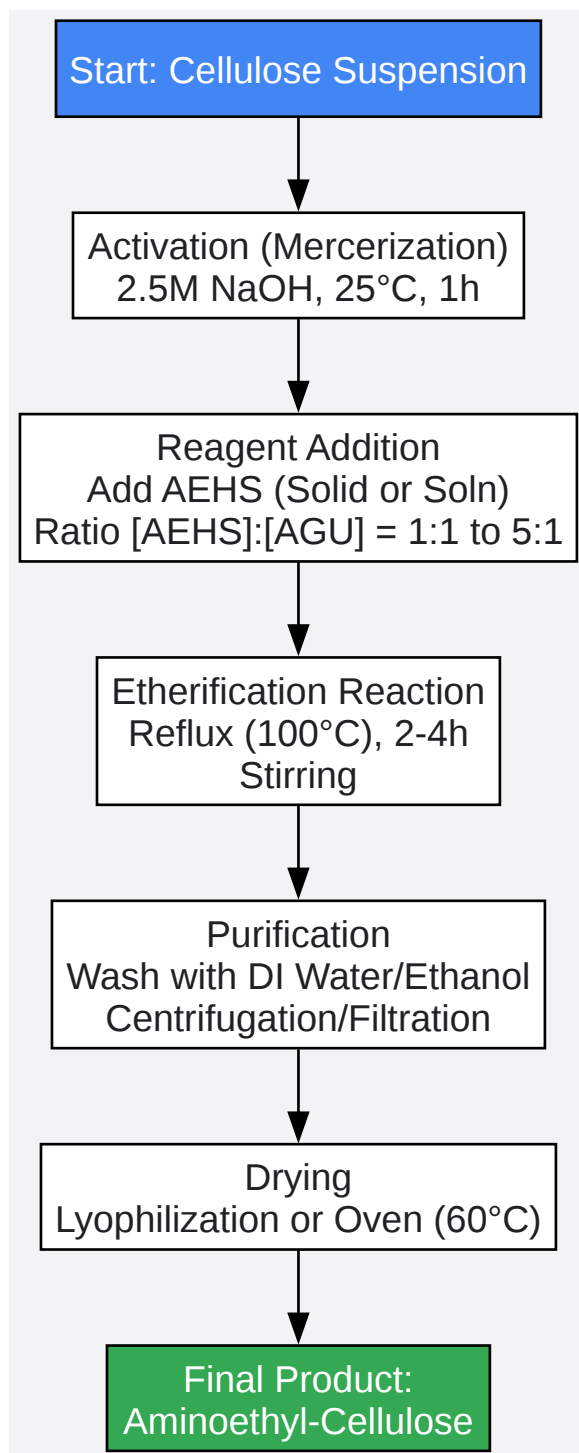 Start: Cellulose Suspension
Activation (Mercerization)
2.5M NaOH, 25°C, 1h
Reagent Addition
Add AEHS (Solid or Soln)
Ratio [AEHS]:[AGU] = 1:1 to 5:1
Etherification Reaction
Reflux (100°C), 2-4h
Stirring
Purification
Wash with DI Water/Ethanol
Centrifugation/Filtration
Drying
Lyophilization or Oven (60°C)
Final Product:
Aminoethyl-Cellulose